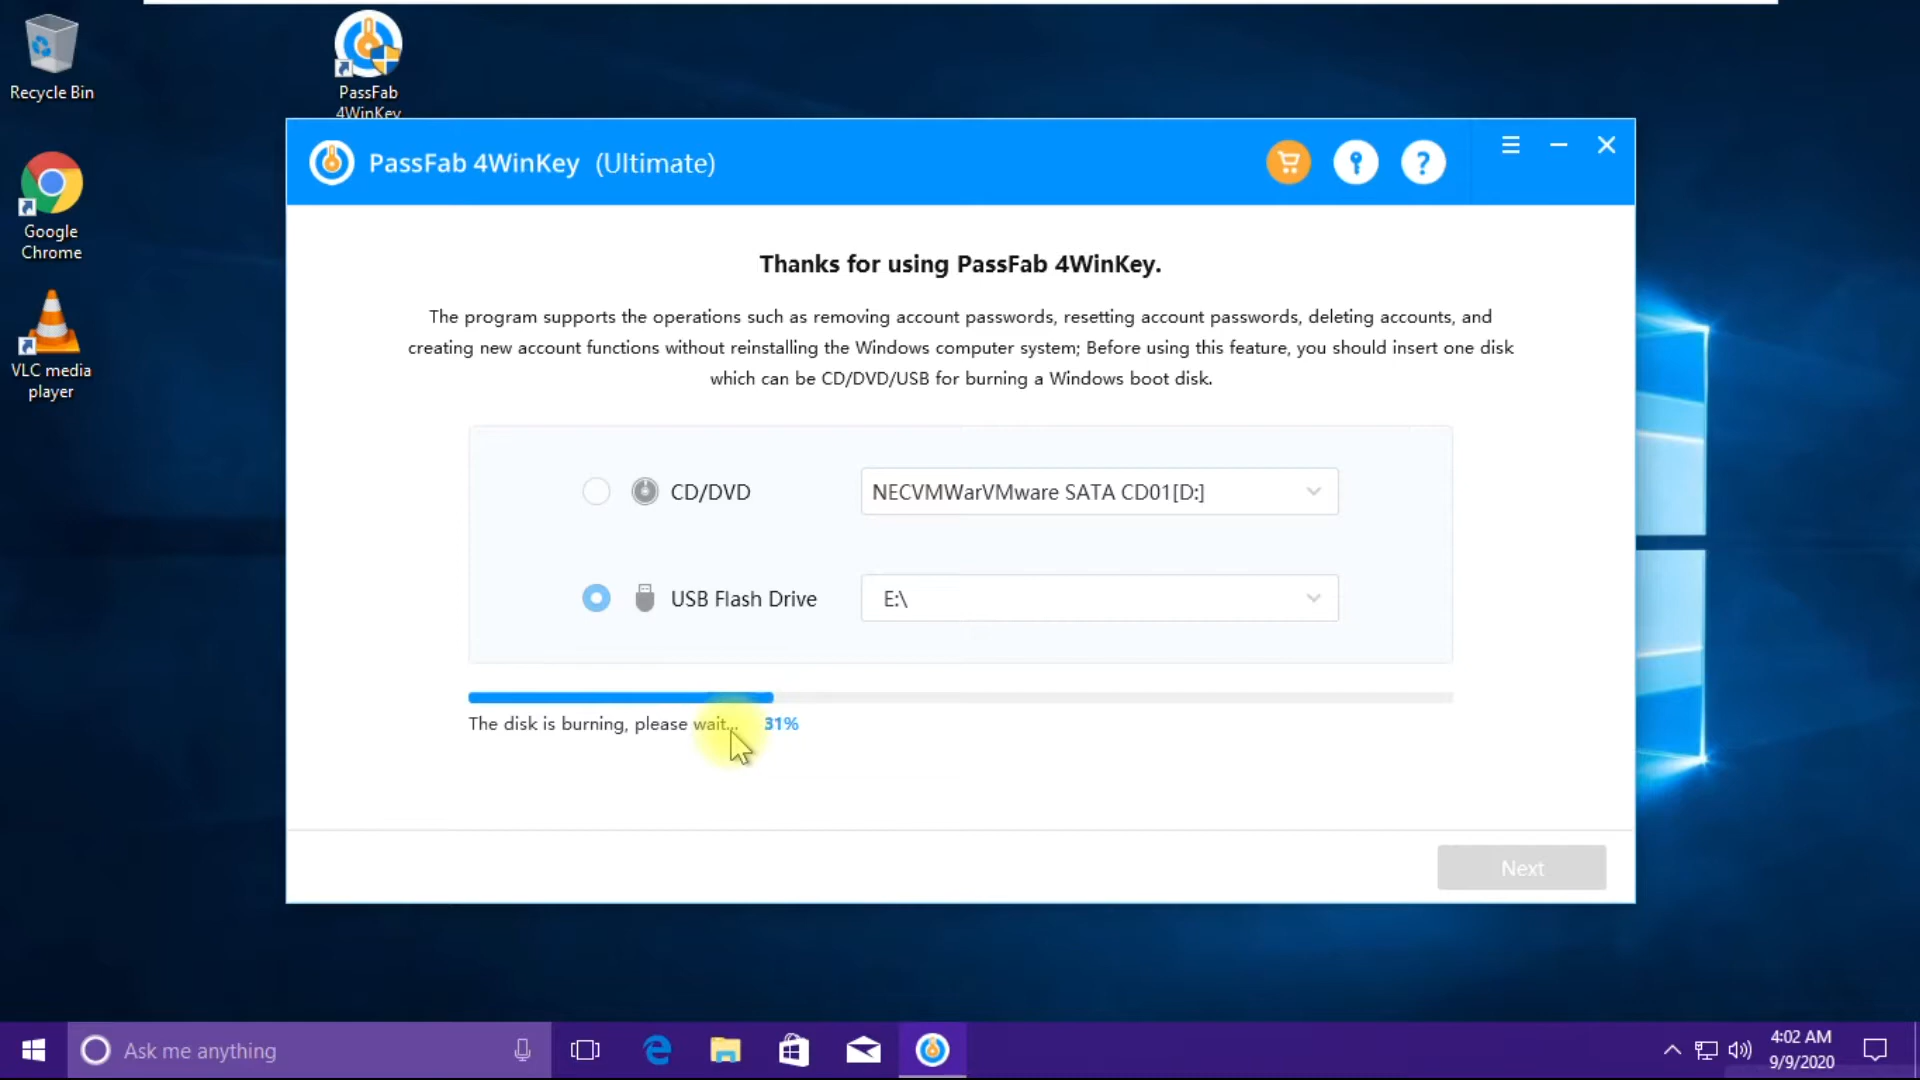 Recycle Bin
PassFab
4WinKey
Google
Chrome
VLC media
player
PassFab 4WinKey (Ultimate)
?
Thanks for using PassFab 4WinKey.
The program supports the operations such as removing account passwords, resetting account passwords, deleting accounts, and
creating new account functions without reinstalling the Windows computer system; Before using this feature, you should insert one disk
which can be CD/DVD/USB for burning a Windows boot disk.
CD/DVD
NECVMWarVMware SATA CD01[D:]
USB Flash Drive
E:\
The disk is burning, please wait... 31%
Next
Ask me anything
4:02 AM
9/9/2020